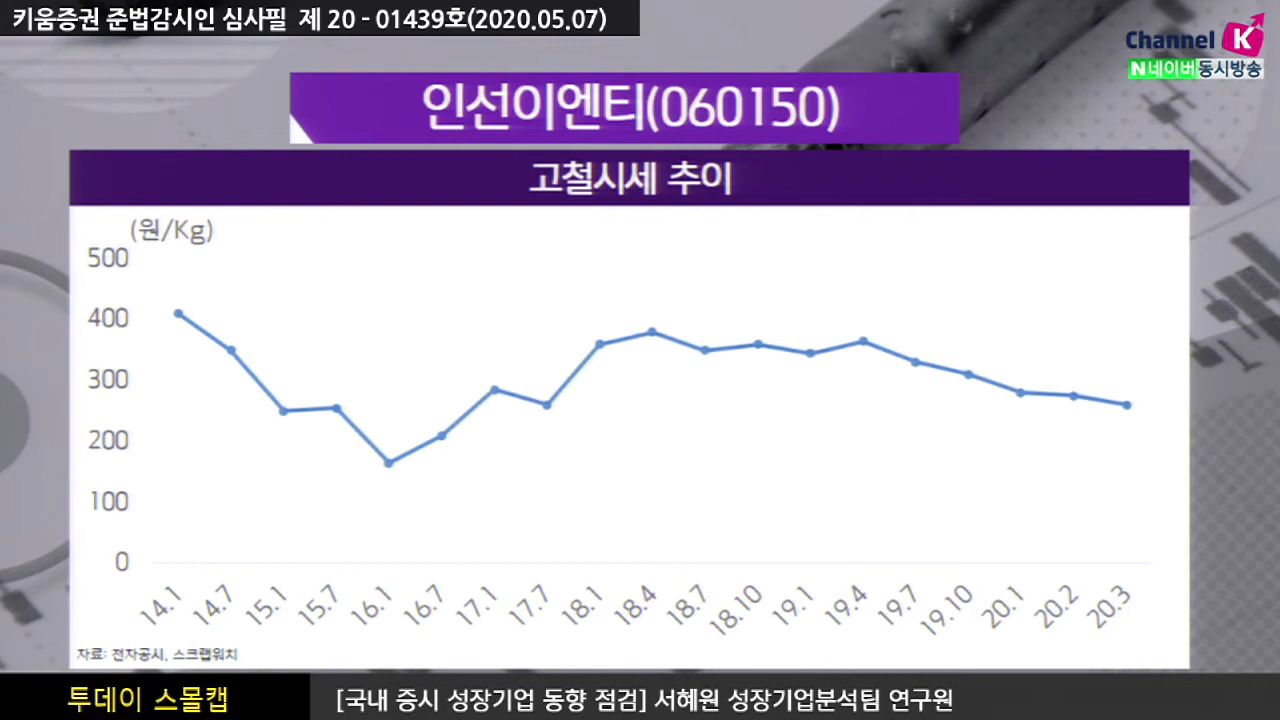 키움증권 준법감시인 심사필 제 20 - 01439호(2020.05.07)
Channel K
N 네이버 동시방송
인선이엔티(060150)
고철시세 추이
(원/Kg)
500
400
300
200
100
0
14.1 14.7 15.1 15.7 16.1 16.7 17.1 17.7 18.1 18.4 18.7 18.10 19.1 19.4 19.7 19.10 20.1 20.2 20.3
자료: 전자공시, 스크랩워치
투데이 스몰캡 [국내 증시 성장기업 동향 점검] 서혜원 성장기업분석팀 연구원